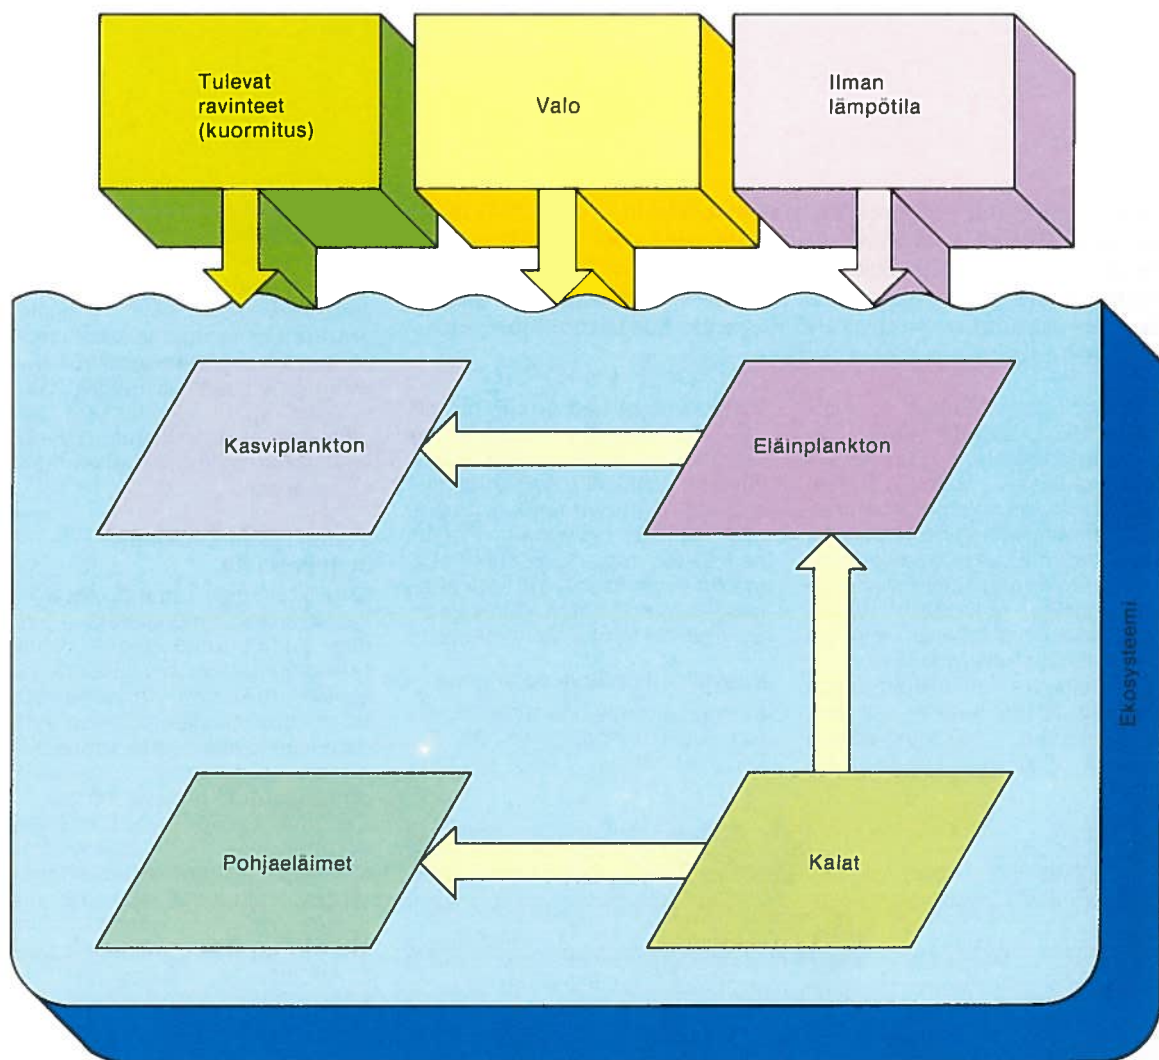 Tulevat
ravinteet
(kuormitus)
Valo
Ilman
lämpötila
Kasviplankton
Eläinplankton
Ekosysteemi
Pohjaeläimet
Kalat